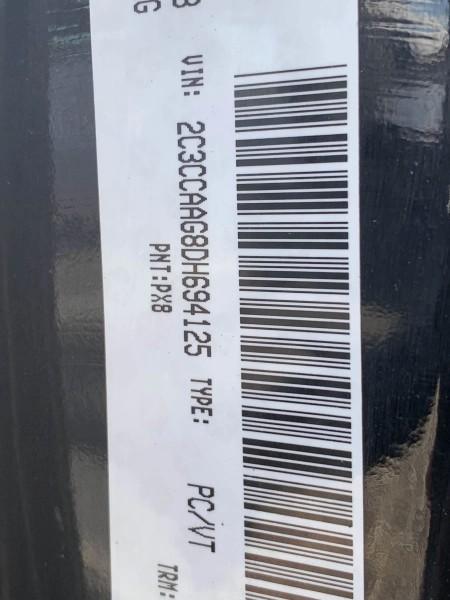 VIN: 2C3CCAAG8DH694125 TYPE: PC/VT
PNT:PX8 TRM: